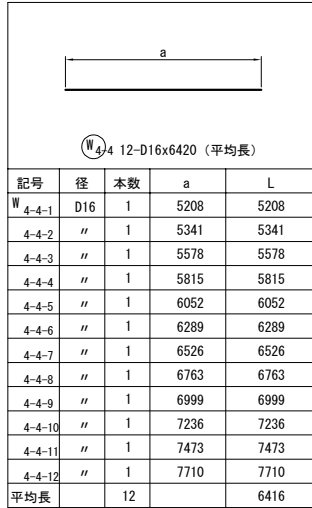 a
W4-4 12-D16x6420 (平均長)
記号 径 本数 a L
W 4-4-1 D16 1 5208 5208
4-4-2 〃 1 5341 5341
4-4-3 〃 1 5578 5578
4-4-4 〃 1 5815 5815
4-4-5 〃 1 6052 6052
4-4-6 〃 1 6289 6289
4-4-7 〃 1 6526 6526
4-4-8 〃 1 6763 6763
4-4-9 〃 1 6999 6999
4-4-10 〃 1 7236 7236
4-4-11 〃 1 7473 7473
4-4-12 〃 1 7710 7710
平均長 12 6416